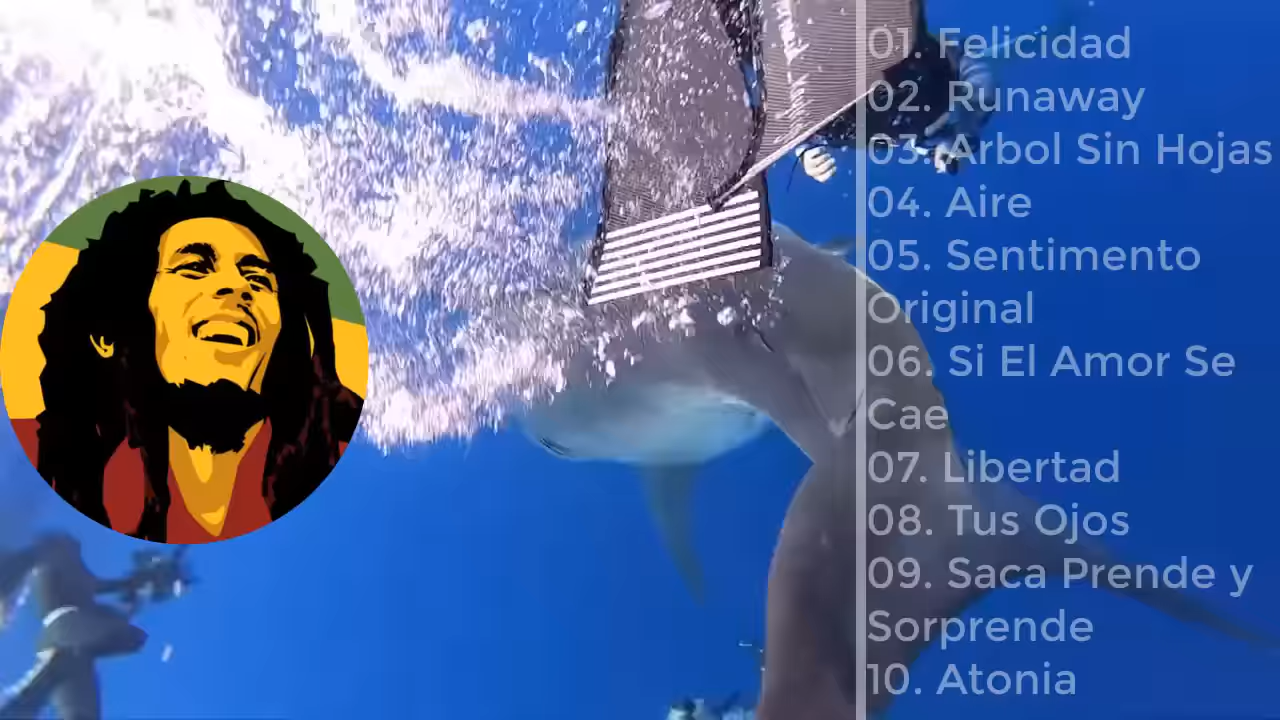 01. Felicidad
02. Runaway
03. Arbol Sin Hojas
04. Aire
05. Sentimento
Original
06. Si El Amor Se
Cae
07. Libertad
08. Tus Ojos
09. Saca Prende y
Sorprende
10. Atonia